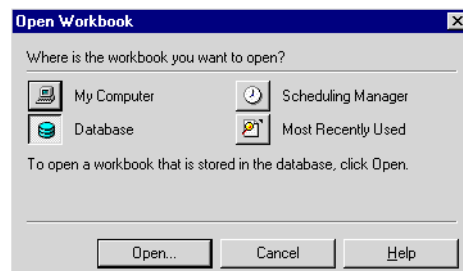 Open Workbook
Where is the workbook you want to open?
My Computer Scheduling Manager
Database Most Recently Used
To open a workbook that is stored in the database, click Open.
Open... Cancel Help